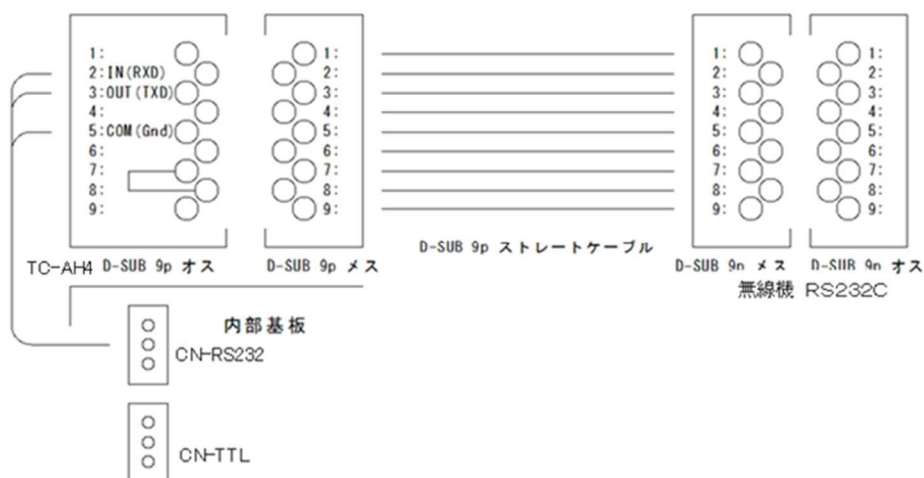 1:
2:IN(RXD)
3:OUT(TXD)
4:
5:COM(Gnd)
6:
7:
8:
9:
TC-AH4 D-SUB 9p オス
1:
2:
3:
4:
5:
6:
7:
8:
9:
D-SUB 9p メス
D-SUB 9p ストレートケーブル
1:
2:
3:
4:
5:
6:
7:
8:
9:
D-SUB 9p メス
1:
2:
3:
4:
5:
6:
7:
8:
9:
D-SUB 9p オス
無線機 RS232C
内部基板
CN-RS232
CN-TTL